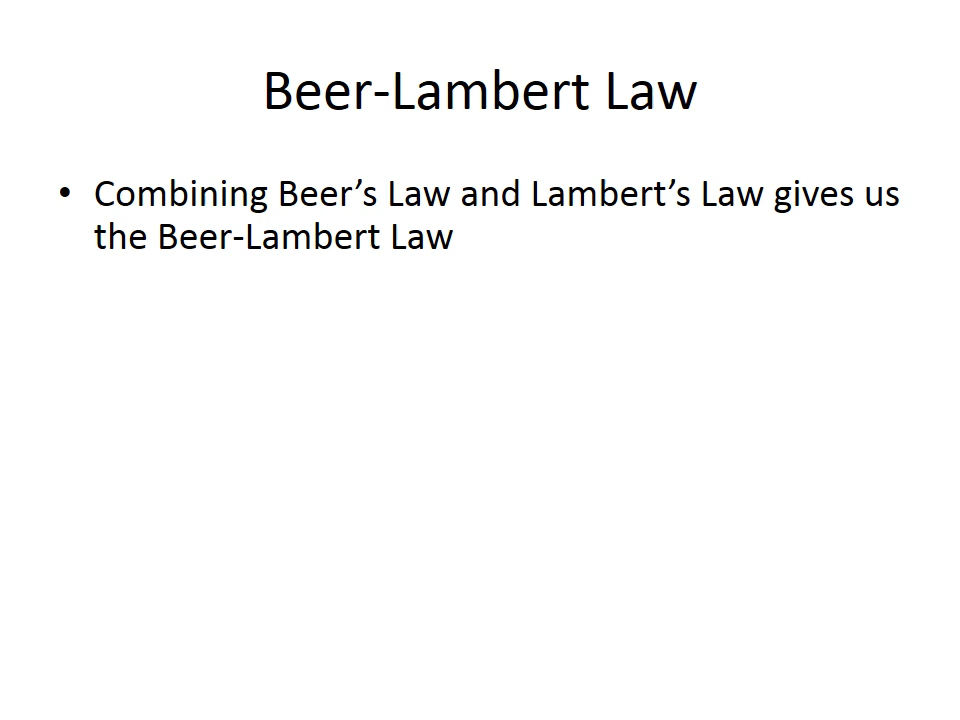 Beer-Lambert Law
• Combining Beer’s Law and Lambert’s Law gives us
the Beer-Lambert Law